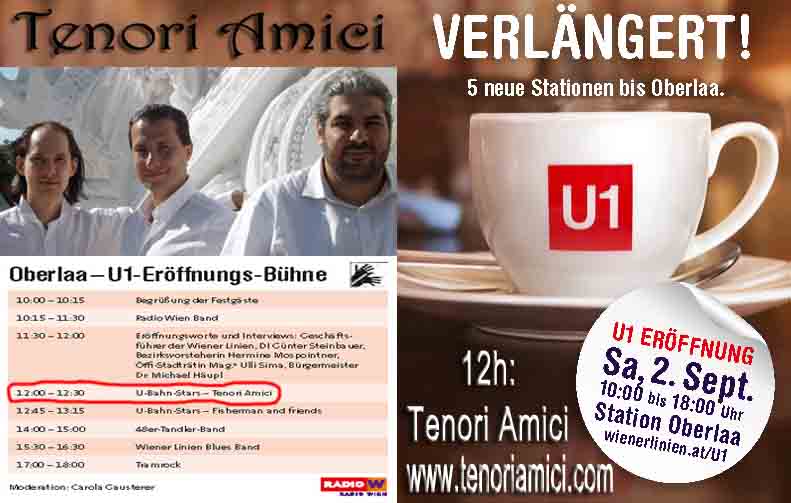 Tenori Amici
Oberlaa – U1-Eröffnungs-Bühne
10:00 – 10:15 Begrüßung der Festgäste
10:15 – 11:30 Radio Wien Band
11:30 – 12:00 Eröffnungsworte und Interviews: Geschäfts-
führer der Wiener Linien, DI Günter Steinbauer,
Bezirksvorsteherin Hermine Mospointner,
Öffi-Stadträtin Mag.ª Ulli Sima, Bürgermeister
Dr. Michael Häupl
12:00 – 12:30 U-Bahn-Stars – Tenori Amici
12:45 – 13:15 U-Bahn-Stars – Fisherman and friends
14:00 – 15:00 48er-Tandler-Band
15:30 – 16:30 Wiener Linien Blues Band
17:00 – 18:00 Tramrock
Moderation: Carola Gausterer
RADIO W
RADIO WIEN
VERLÄNGERT!
5 neue Stationen bis Oberlaa.
U1
U1 ERÖFFNUNG
Sa, 2. Sept.
10:00 bis 18:00 Uhr
Station Oberlaa
wienerlinien.at/U1
12h:
Tenori Amici
www.tenoriamici.com